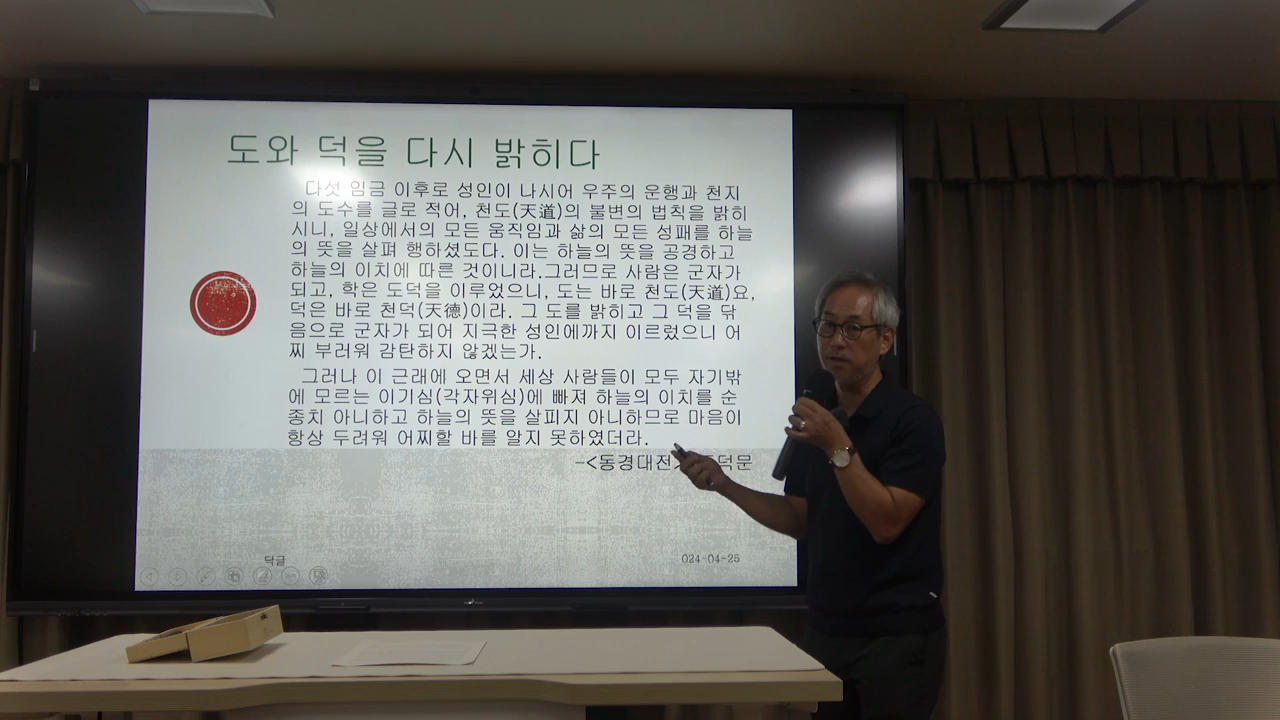 도와 덕을 다시 밝히다
다섯 임금 이후로 성인이 나시어 우주의 운행과 천지
의 도수를 글로 적어, 천도(天道)의 불변의 법칙을 밝히
시니, 일상에서의 모든 움직임과 삶의 모든 성패를 하늘
의 뜻을 살펴 행하셨도다. 이는 하늘의 뜻을 공경하고
하늘의 이치에 따른 것이니라.그러므로 사람은 군자가
되고, 학은 도덕을 이루었으니, 도는 바로 천도(天道)요,
덕은 바로 천덕(天德)이라. 그 도를 밝히고 그 덕을 닦
음으로 군자가 되어 지극한 성인에까지 이르렀으니 어
찌 부러워 감탄하지 않겠는가.
그러나 이 근래에 오면서 세상 사람들이 모두 자기밖
에 모르는 이기심(각자위심)에 빠져 하늘의 이치를 순
종치 아니하고 하늘의 뜻을 살피지 아니하므로 마음이
항상 두려워 어찌할 바를 알지 못하였더라.
-<동경대전> 덕문
닥글
024-04-25